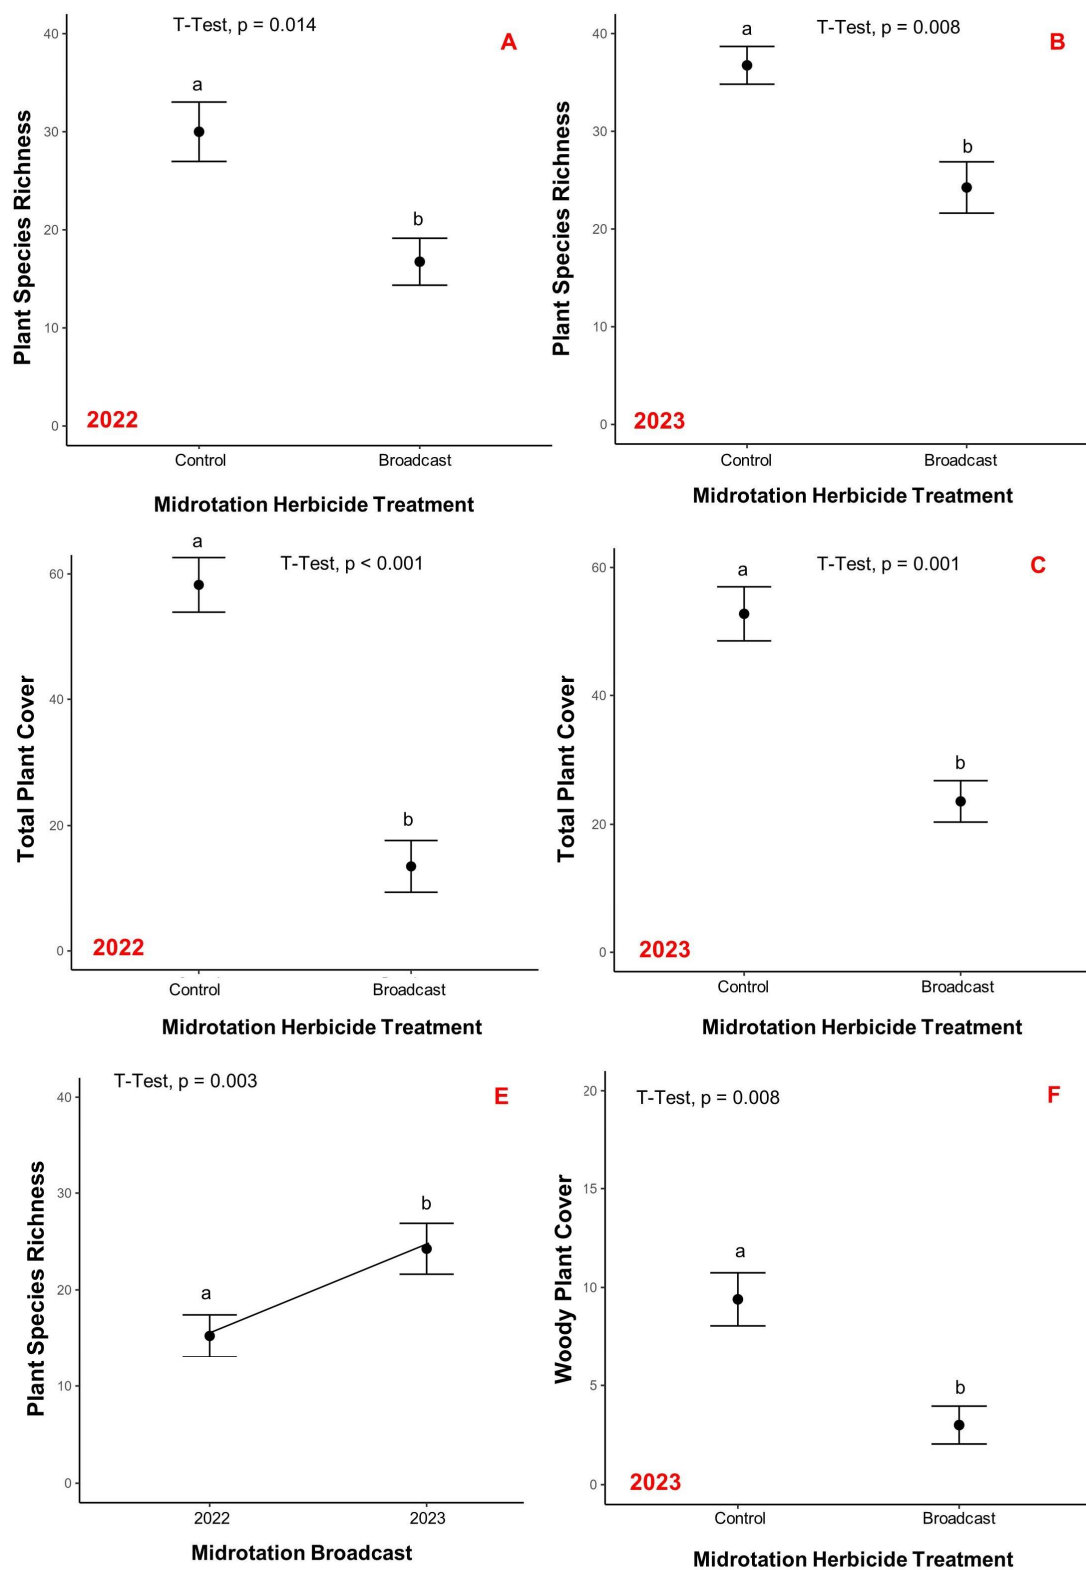 T-Test, p = 0.014
A
40
a
30
Plant Species Richness
b
20
10
2022
0
Control
Broadcast
Midrotation Herbicide Treatment
T-Test, p = 0.008
B
40
a
30
Plant Species Richness
b
20
10
2023
0
Control
Broadcast
Midrotation Herbicide Treatment
T-Test, p < 0.001
a
60
40
Total Plant Cover
b
20
2022
0
Control
Broadcast
Midrotation Herbicide Treatment
T-Test, p = 0.001
C
60
a
40
Total Plant Cover
b
20
2023
0
Control
Broadcast
Midrotation Herbicide Treatment
T-Test, p = 0.003
E
40
30
b
Plant Species Richness
20
a
10
0
2022
2023
Midrotation Broadcast
T-Test, p = 0.008
F
20
15
Woody Plant Cover
a
10
5
b
2023
0
Control
Broadcast
Midrotation Herbicide Treatment